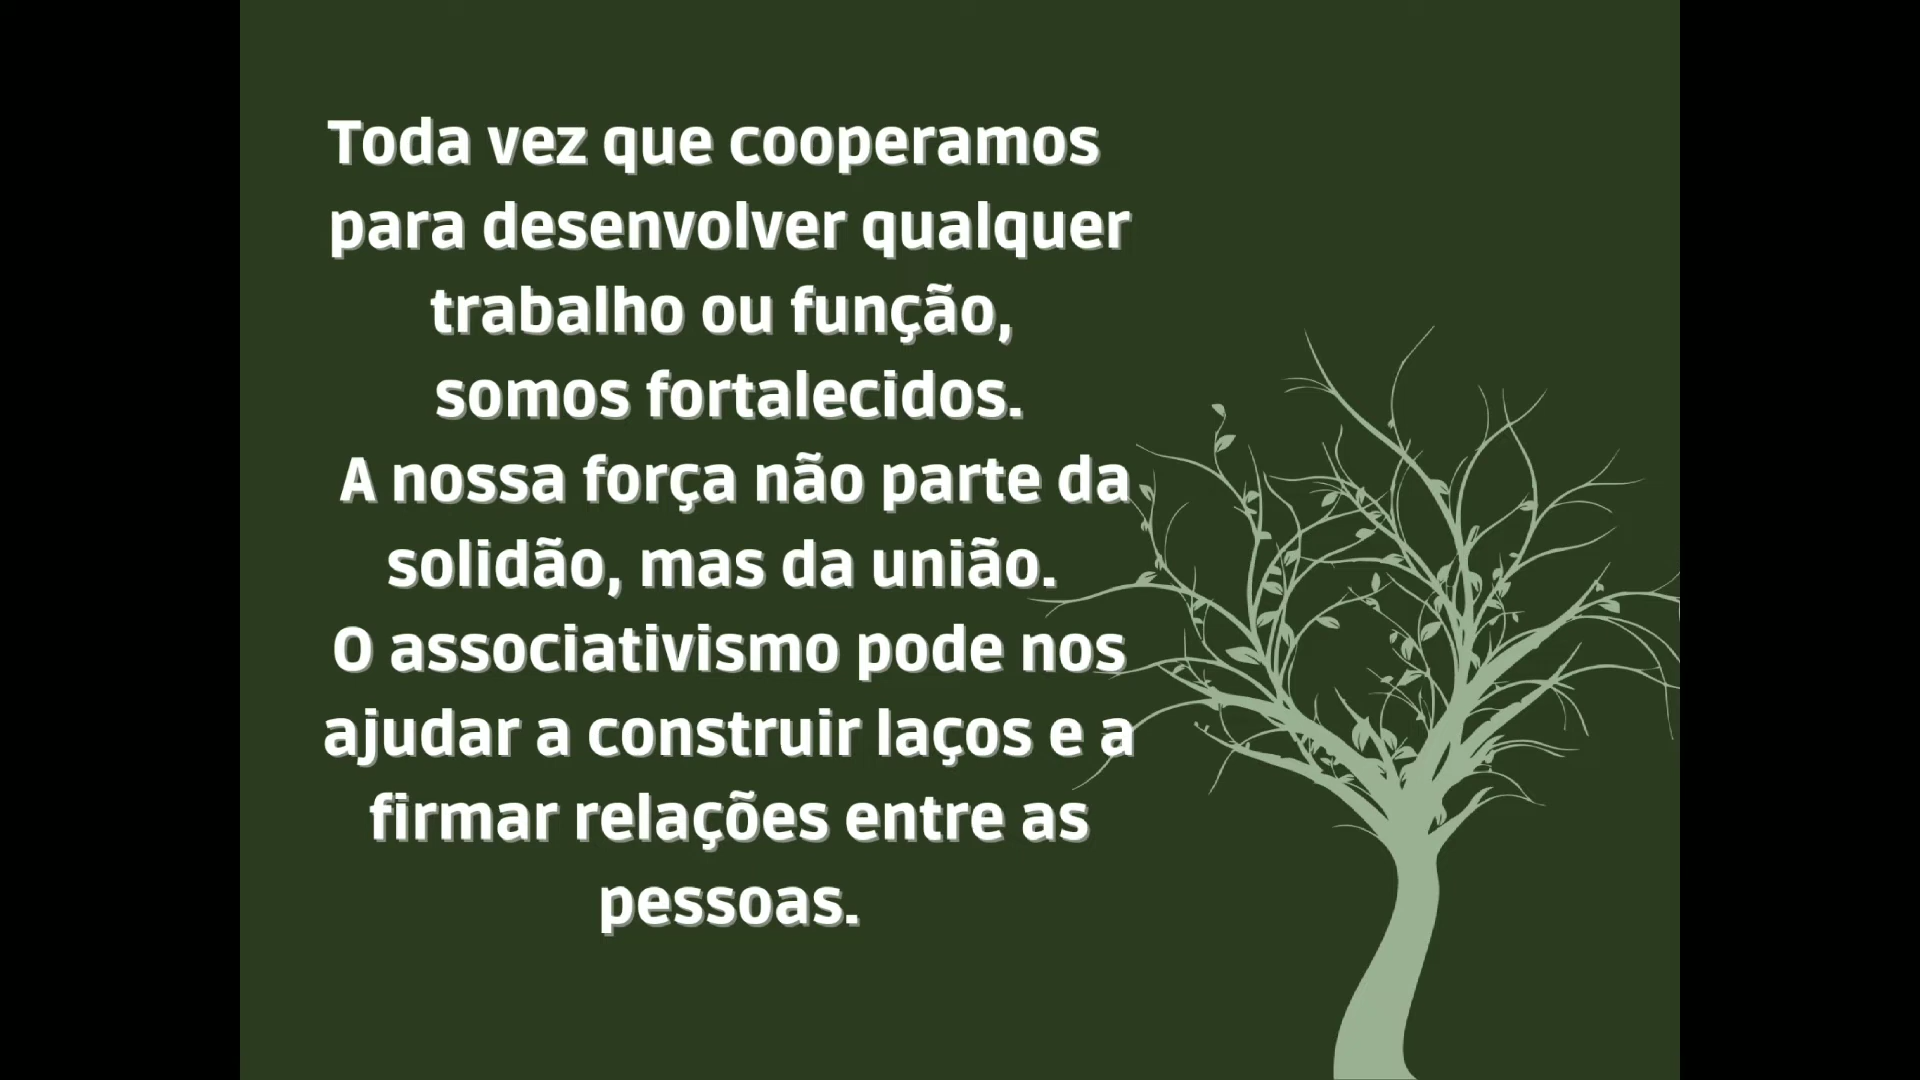 Toda vez que cooperamos
para desenvolver qualquer
trabalho ou função,
somos fortalecidos.
A nossa força não parte da
solidão, mas da união.
O associativismo pode nos
ajudar a construir laços e a
firmar relações entre as
pessoas.